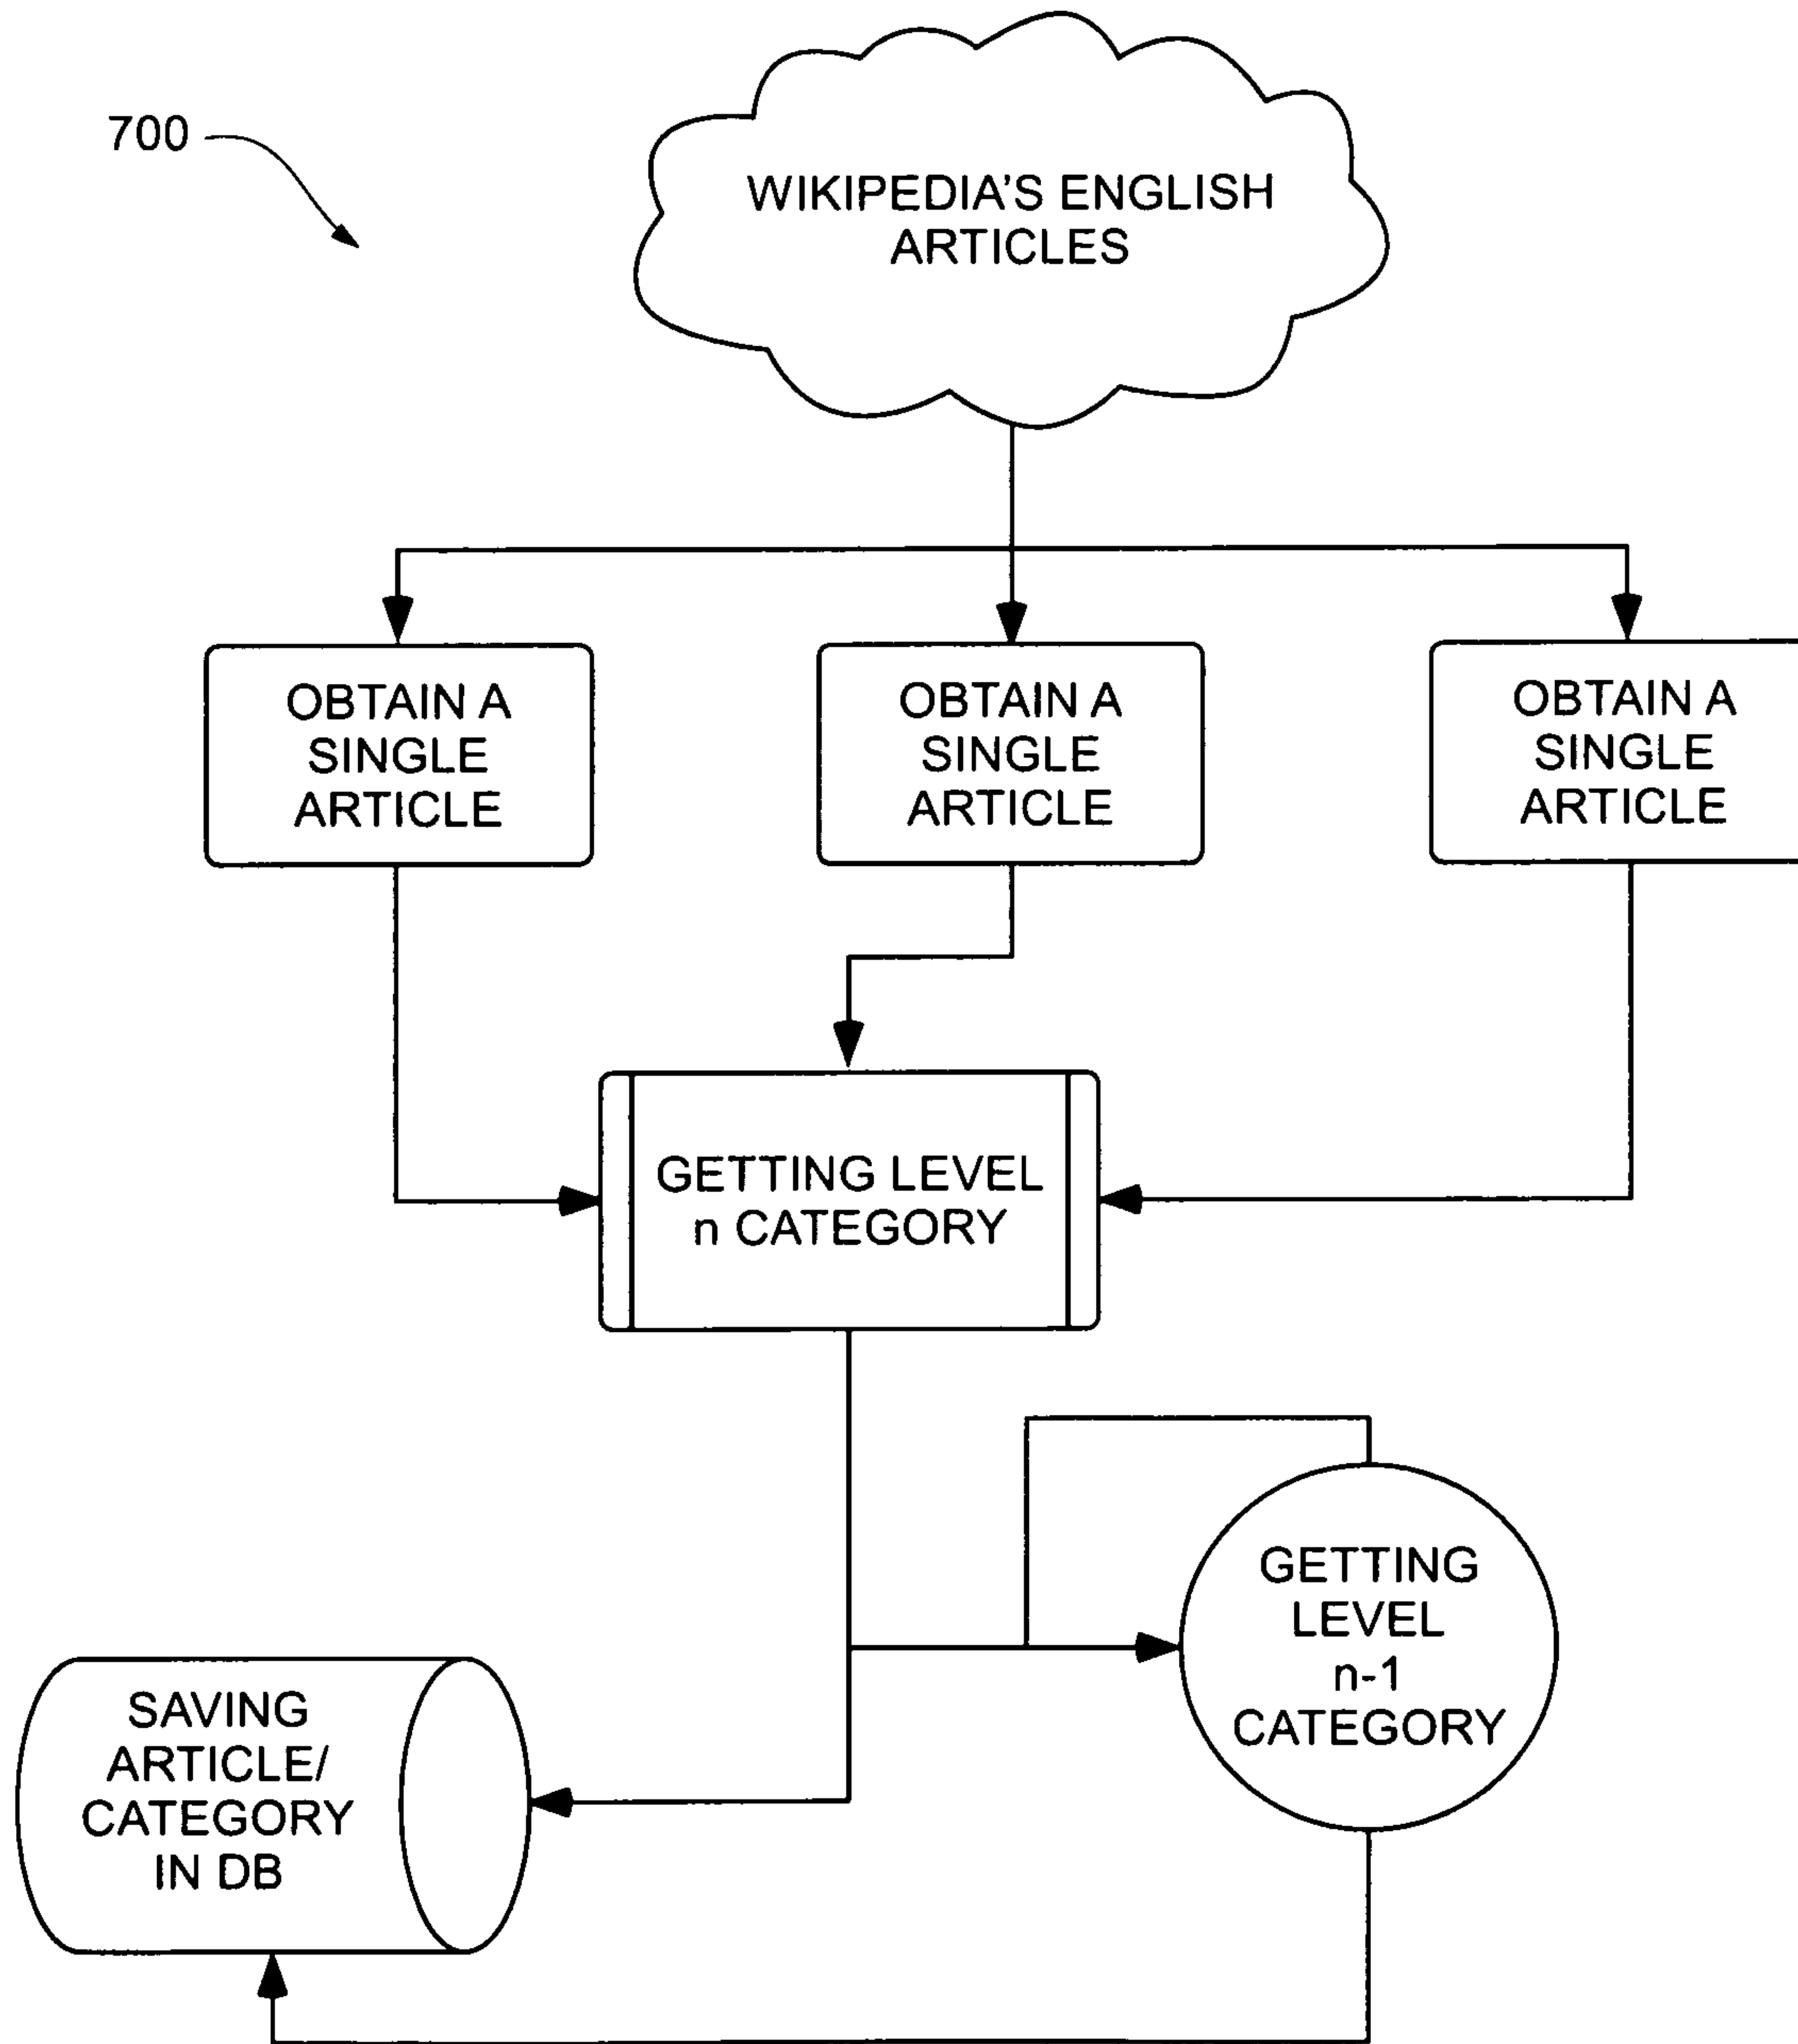 700
WIKIPEDIA'S ENGLISH
ARTICLES
OBTAIN A
SINGLE
ARTICLE
OBTAIN A
SINGLE
ARTICLE
OBTAIN A
SINGLE
ARTICLE
GETTING LEVEL
n CATEGORY
GETTING
LEVEL
n-1
CATEGORY
SAVING
ARTICLE/
CATEGORY
IN DB